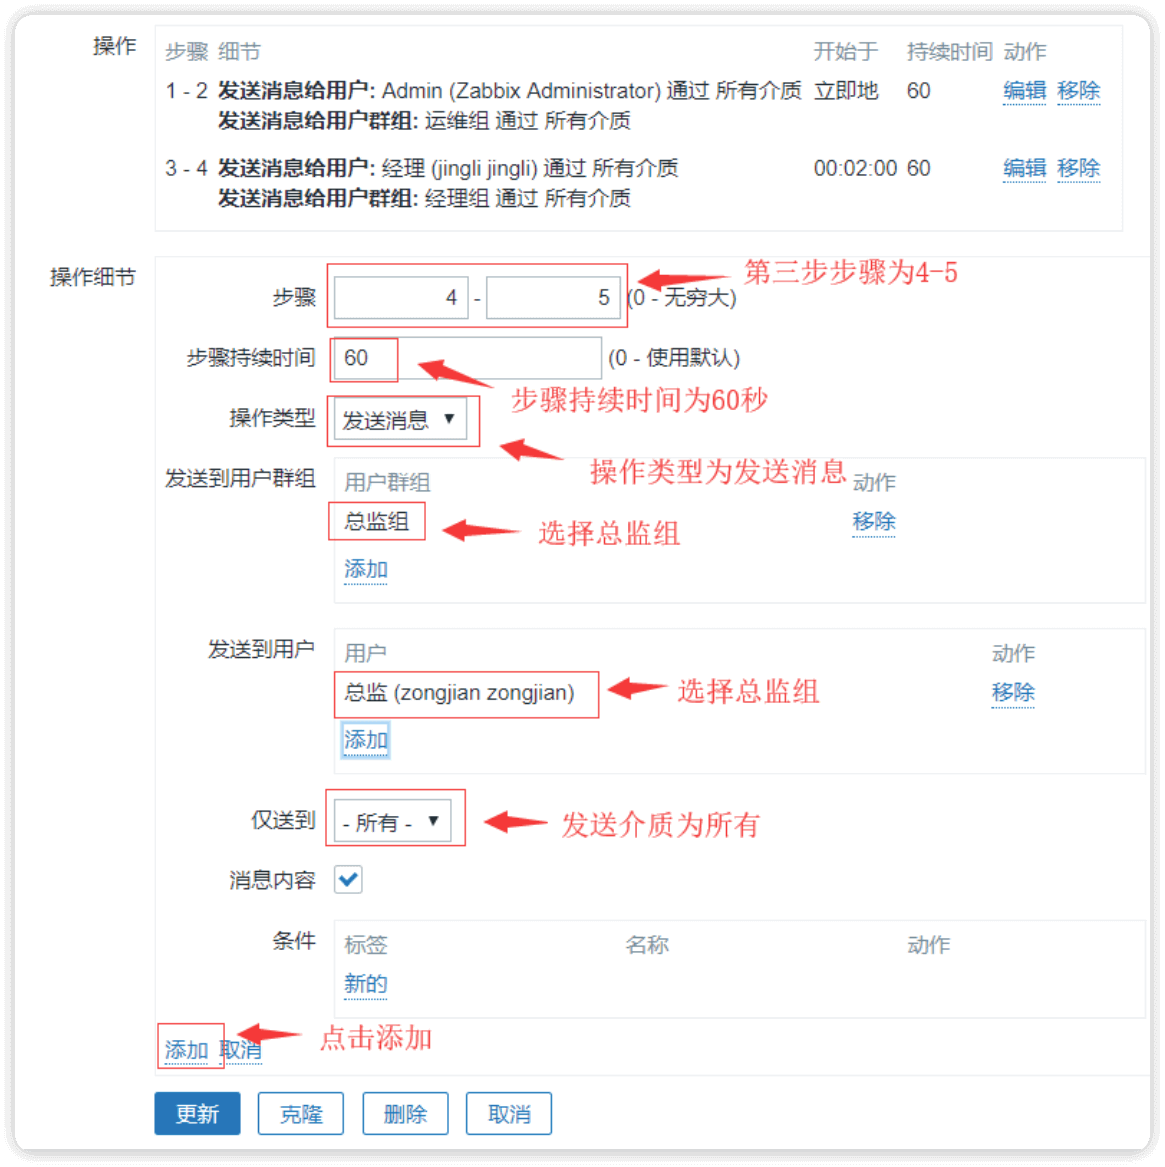 操作
步骤 细节 开始于 持续时间 动作
1 - 2 发送消息给用户: Admin (Zabbix Administrator) 通过 所有介质 立即地 60 编辑 移除
发送消息给用户群组: 运维组 通过 所有介质
3 - 4 发送消息给用户: 经理 (jingli jingli) 通过 所有介质 00:02:00 60 编辑 移除
发送消息给用户群组: 经理组 通过 所有介质
操作细节
第三步步骤为4-5
步骤 4 - 5 (0 - 无穷大)
步骤持续时间 60 (0 - 使用默认)
步骤持续时间为60秒
操作类型 发送消息
操作类型为发送消息
发送到用户群组 用户群组 动作
总监组 选择总监组 移除
添加
发送到用户 用户 动作
总监 (zongjian zongjian) 选择总监组 移除
添加
仅送到 - 所有 - 发送介质为所有
消息内容
条件 标签 名称 动作
新的
点击添加
添加 取消
更新 克隆 删除 取消